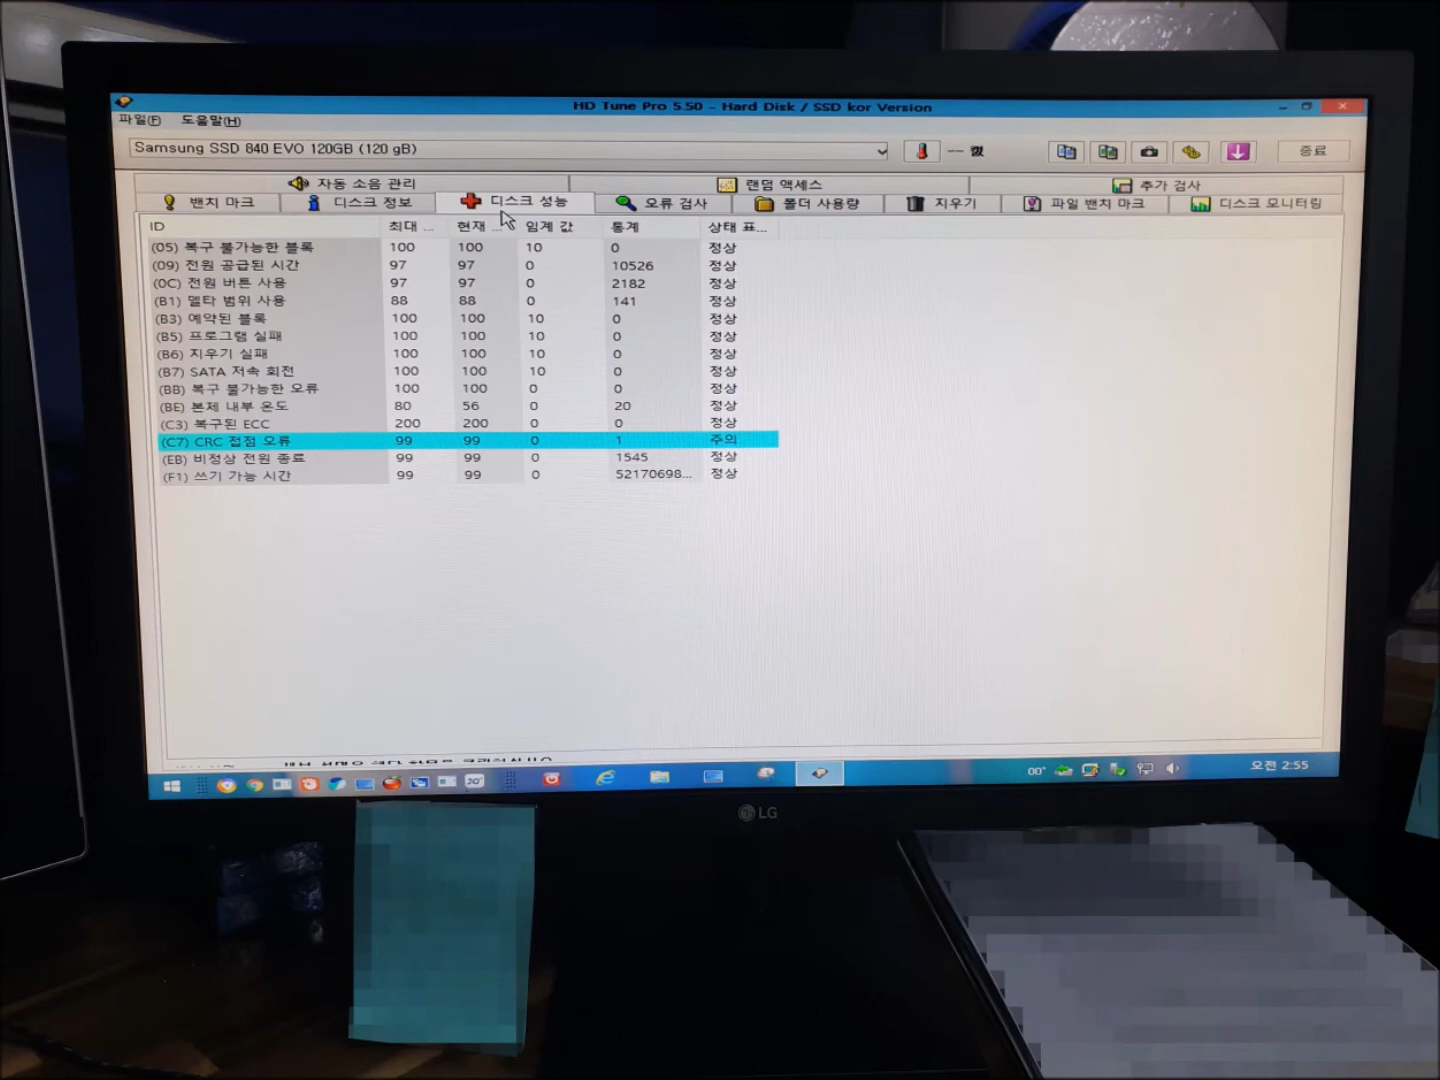 HD Tune Pro 5.50 - Hard Disk / SSD kor Version
파일(F) 도움말(H)
Samsung SSD 840 EVO 120GB (120 gB)
종료
자동 소음 관리 랜덤 액세스 추가 검사
밴치 마크 디스크 정보 디스크 성능 오류 검사 폴더 사용량 지우기 파일 밴치 마크 디스크 모니터링
ID 최대 ... 현재 ... 임계 값 통계 상태 표...
(05) 복구 불가능한 블록 100 100 10 0 정상
(09) 전원 공급된 시간 97 97 0 10526 정상
(0C) 전원 버튼 사용 97 97 0 2182 정상
(B1) 델타 범위 사용 88 88 0 141 정상
(B3) 예약된 블록 100 100 10 0 정상
(B5) 프로그램 실패 100 100 10 0 정상
(B6) 지우기 실패 100 100 10 0 정상
(B7) SATA 저속 회전 100 100 10 0 정상
(BB) 복구 불가능한 오류 100 100 0 0 정상
(BE) 본체 내부 온도 80 56 0 20 정상
(C3) 복구된 ECC 200 200 0 0 정상
(C7) CRC 접점 오류 99 99 0 1 주의
(EB) 비정상 전원 종료 99 99 0 1545 정상
(F1) 쓰기 가능 시간 99 99 0 52170698... 정상
00°
오전 2:55
LG